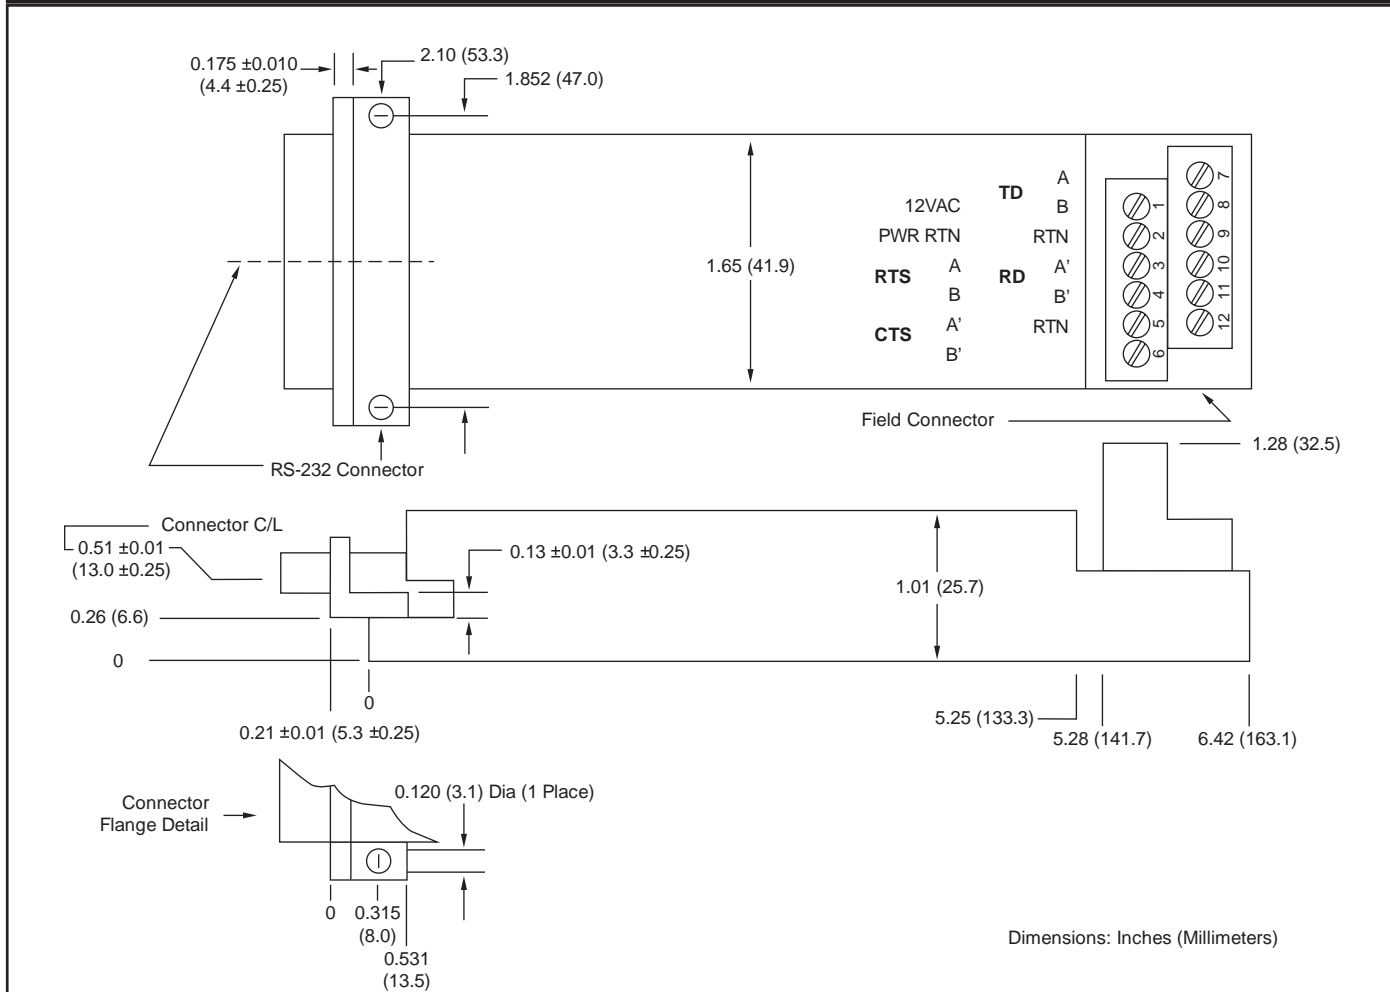 0.175 ±0.010
(4.4 ±0.25)
2.10 (53.3)
1.852 (47.0)
1.65 (41.9)
12VAC
PWR RTN
RTS
A
B
CTS
A’
B’
TD
A
B
RTN
RD
A’
B’
RTN
1
2
3
4
5
6
7
8
9
10
11
12
Field Connector
RS-232 Connector
1.28 (32.5)
Connector C/L
0.51 ±0.01
(13.0 ±0.25)
0.13 ±0.01 (3.3 ±0.25)
1.01 (25.7)
0.26 (6.6)
0
0
0.21 ±0.01 (5.3 ±0.25)
5.25 (133.3)
5.28 (141.7)
6.42 (163.1)
Connector
Flange Detail
0.120 (3.1) Dia (1 Place)
0
0.315
(8.0)
0.531
(13.5)
Dimensions: Inches (Millimeters)